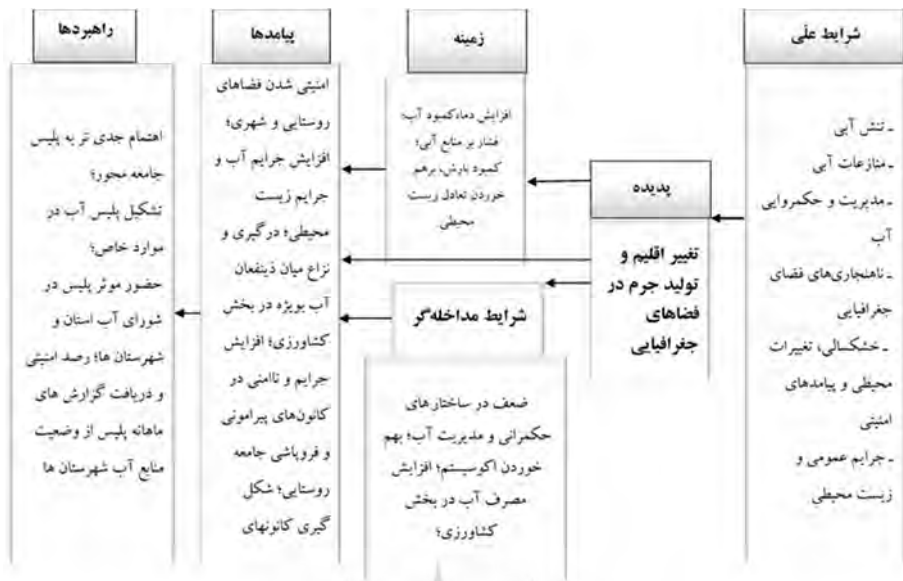 شرایط علّی
ـ تنش آبی
ـ منازعات آبی
ـ مدیریت و حکمروایی
آب
ـ ناهنجاری‌های فضای
جغرافیایی
ـ خشکسالی، تغییرات
محیطی و پیامدهای
امنیتی
ـ جرایم عمومی و
زیست محیطی
پدیده
تغییر اقلیم و
تولید جرم در
فضاهای
جغرافیایی
زمینه
افزایش دما؛کمبود آب؛
فشار بر منابع آبی؛
کمبود بارش، برهم
خوردن تعادل زیست
محیطی
شرایط مداخله‌گر
ضعف در ساختارهای
حکمرانی و مدیریت آب؛ بهم
خوردن اکوسیستم؛ افزایش
مصرف آب در بخش
کشاورزی؛
پیامدها
امنیتی شدن فضاهای
روستایی و شهری؛
افزایش جرایم آب و
جرایم زیست
محیطی؛ درگیری و
نزاع میان ذینفعان
آب بویژه در بخش
کشاورزی؛ افزایش
جرایم و ناامنی در
کانون‌های پیرامونی
و فروپاشی جامعه
روستایی؛ شکل
گیری کانونهای
راهبردها
اهتمام جدی تر به پلیس
جامعه محور؛
تشکیل پلیس آب در
موارد خاص؛
حضور موثر پلیس در
شورای آب استان و
شهرستان ها؛ رصد امنیتی
و دریافت گزارش های
ماهانه پلیس از وضعیت
منابع آب شهرستان ها